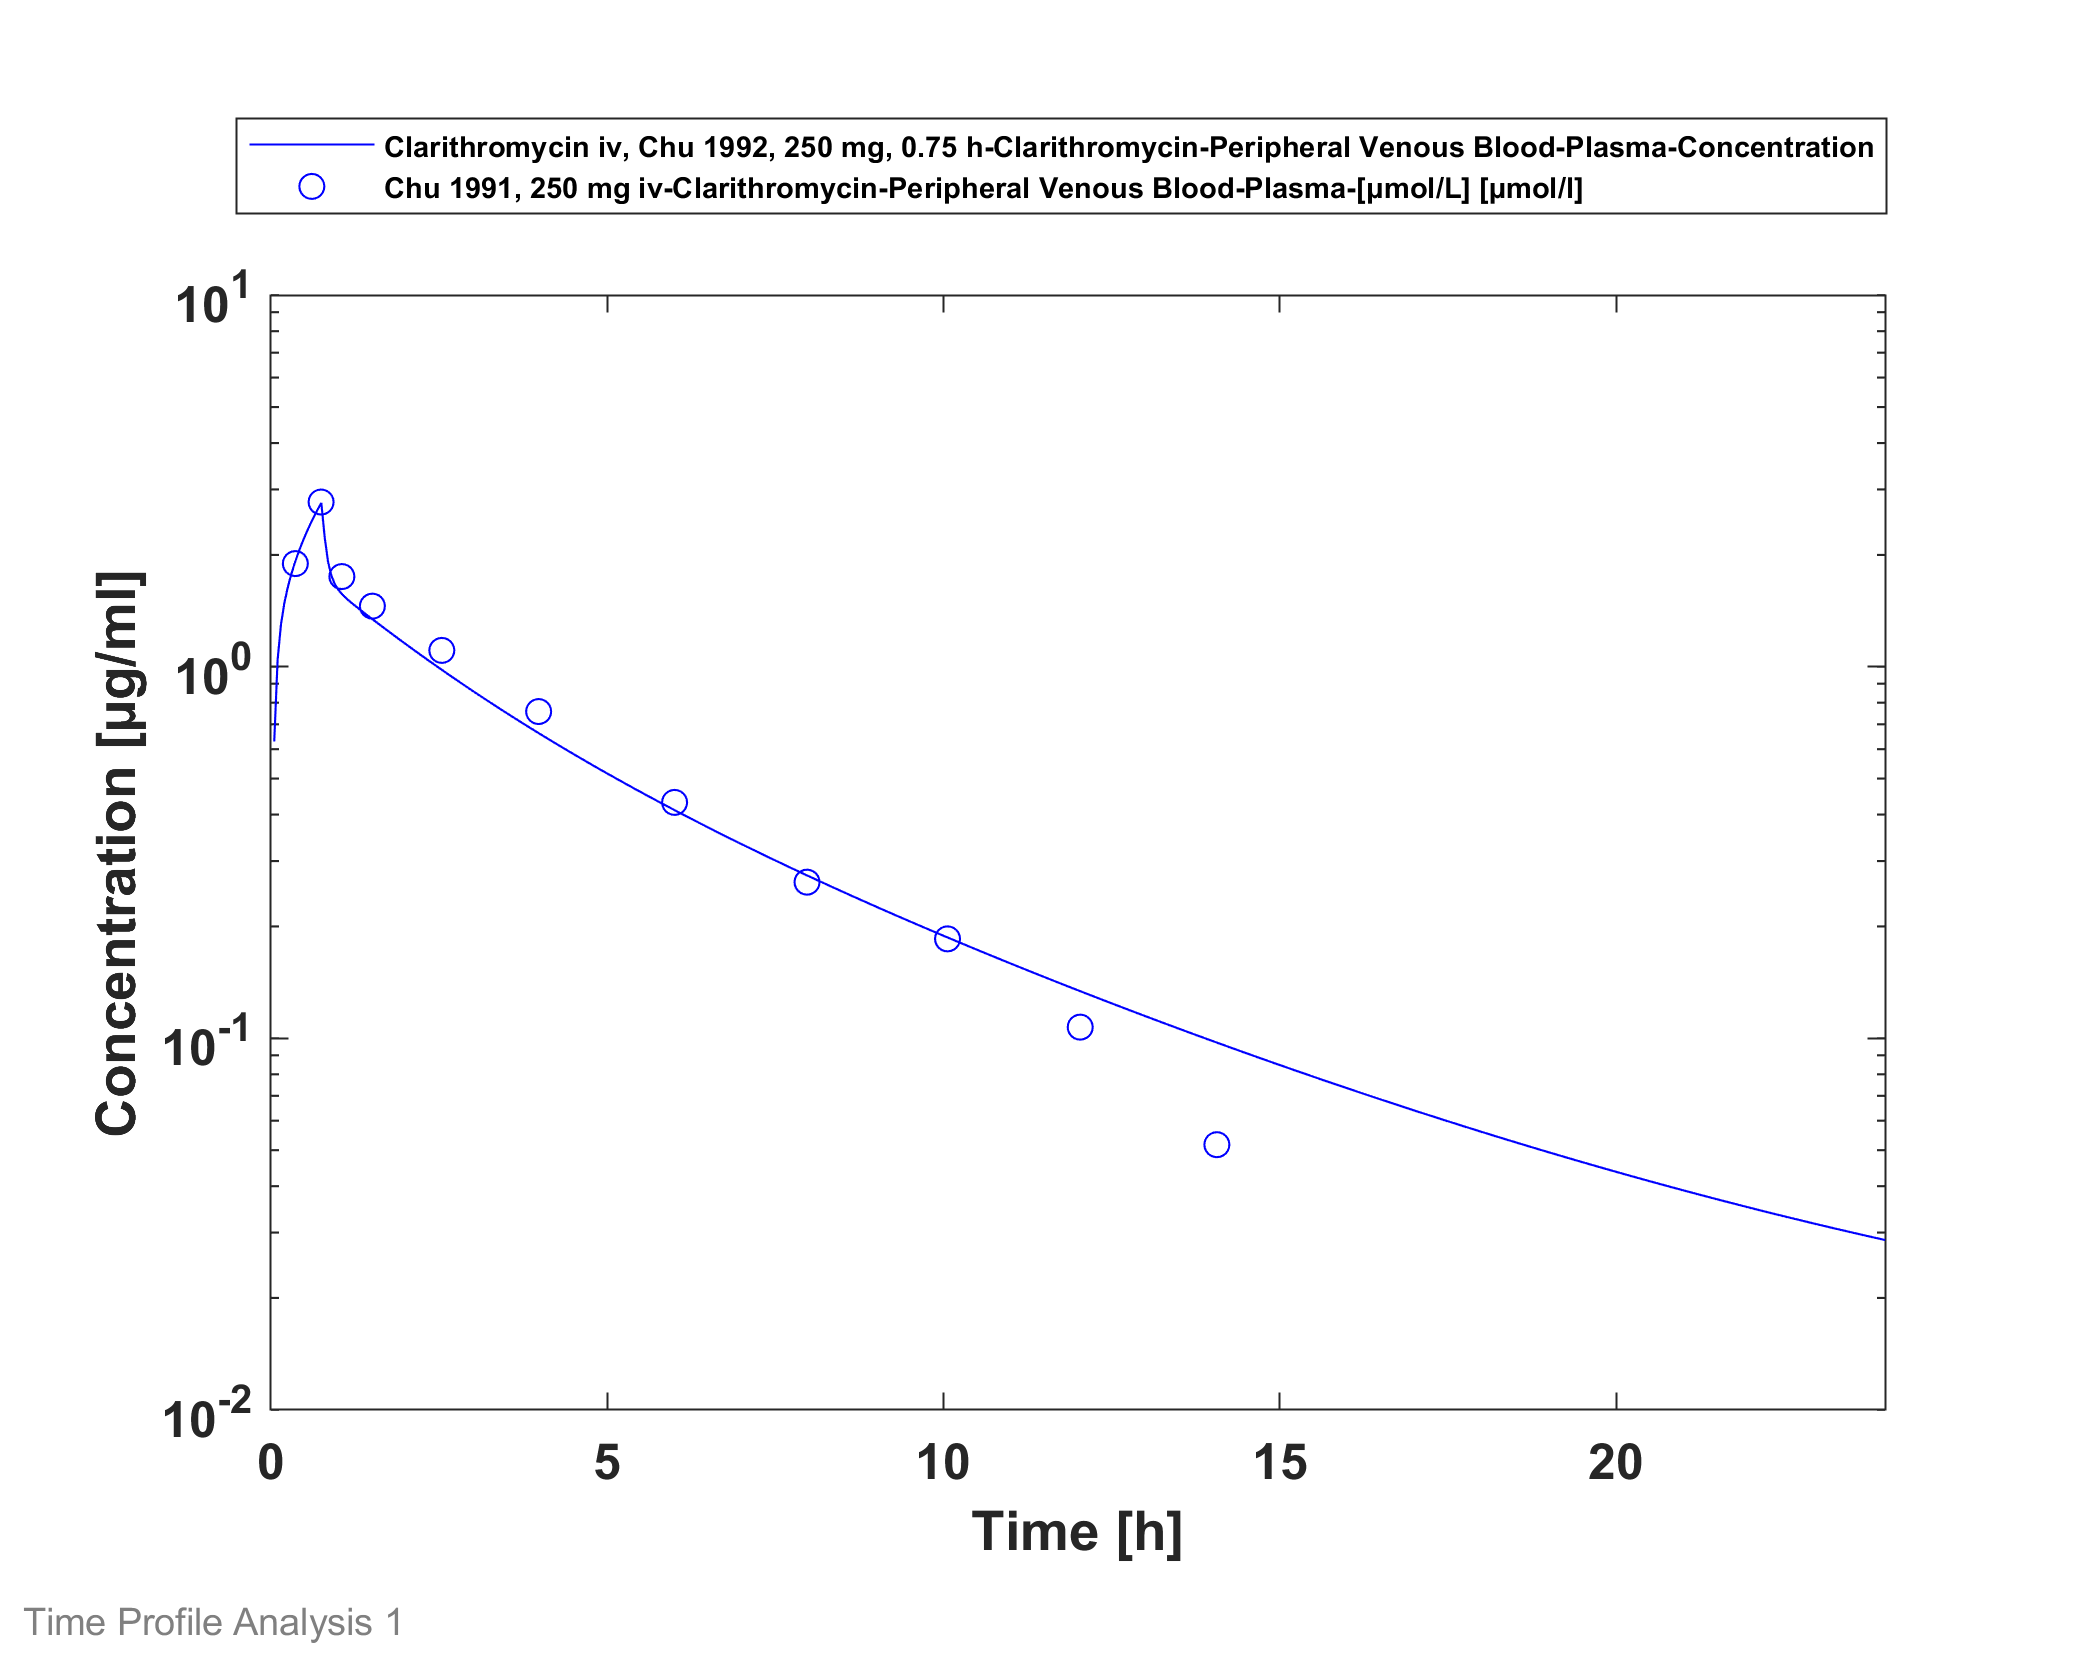 Clarithromycin iv, Chu 1992, 250 mg, 0.75 h-Clarithromycin-Peripheral Venous Blood-Plasma-Concentration
Chu 1991, 250 mg iv-Clarithromycin-Peripheral Venous Blood-Plasma-[µmol/L] [µmol/l]
10^1
10^0
10^-1
10^-2
Concentration [µg/ml]
0 5 10 15 20
Time [h]
Time Profile Analysis 1